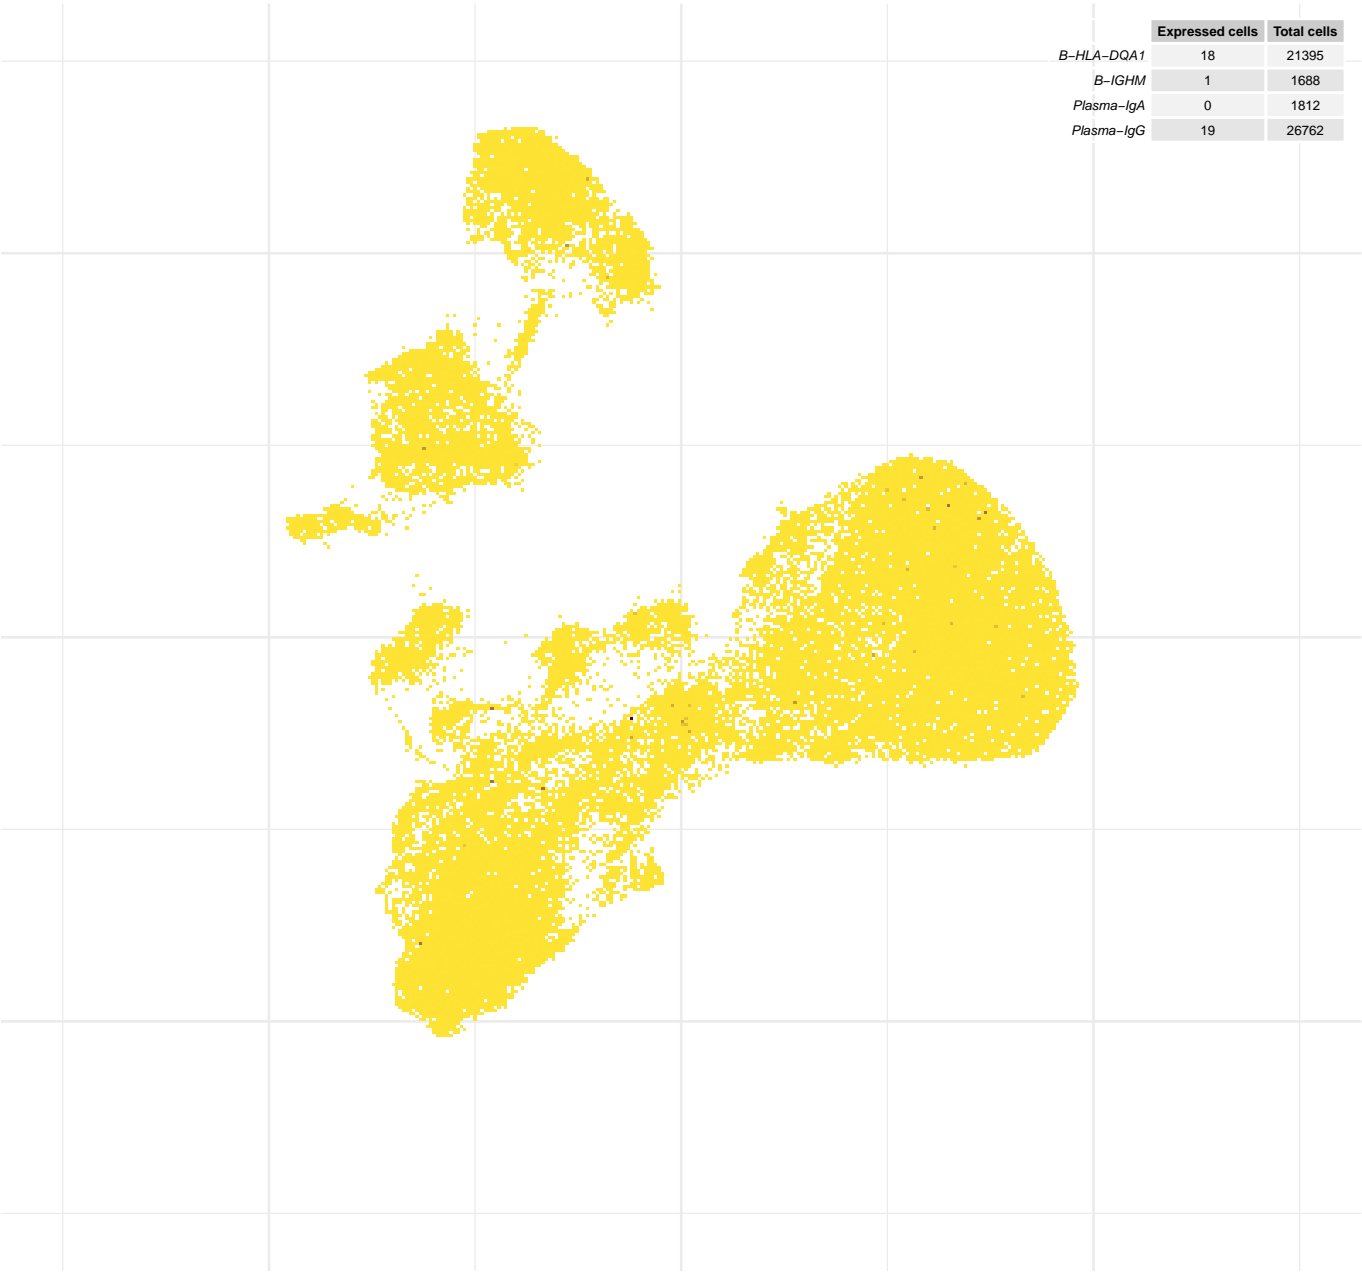 Expressed cells Total cells
B−HLA−DQA1 18 21395
B−IGHM 1 1688
Plasma−IgA 0 1812
Plasma−IgG 19 26762